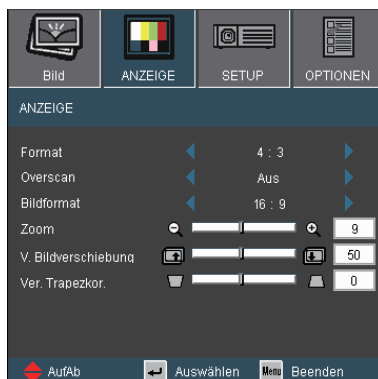 Bild ANZEIGE SETUP OPTIONEN
ANZEIGE
Format 4 : 3
Overscan Aus
Bildformat 16 : 9
Zoom 9
V. Bildverschiebung 50
Ver. Trapezkor. 0
AufAb Auswählen Menu Beenden